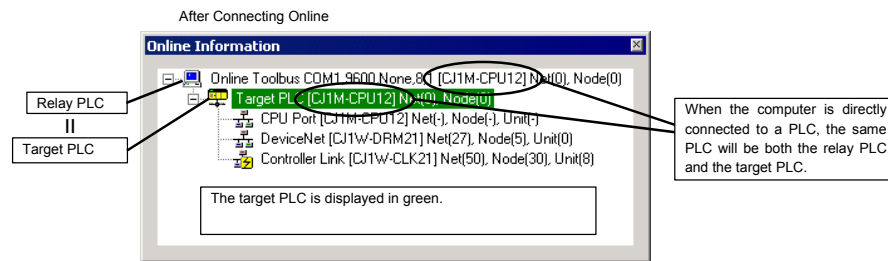 After Connecting Online
Online Information
Online Toolbus COM1 9600 None,8,1 [CJ1M-CPU12] Net(0), Node(0)
Target PLC [CJ1M-CPU12] Net(0), Node(0)
CPU Port [CJ1M-CPU12] Net(-), Node(-), Unit(-)
DeviceNet [CJ1W-DRM21] Net(27), Node(5), Unit(0)
Controller Link [CJ1W-CLK21] Net(50), Node(30), Unit(8)
The target PLC is displayed in green.
Relay PLC
=
Target PLC
When the computer is directly
connected to a PLC, the same
PLC will be both the relay PLC
and the target PLC.